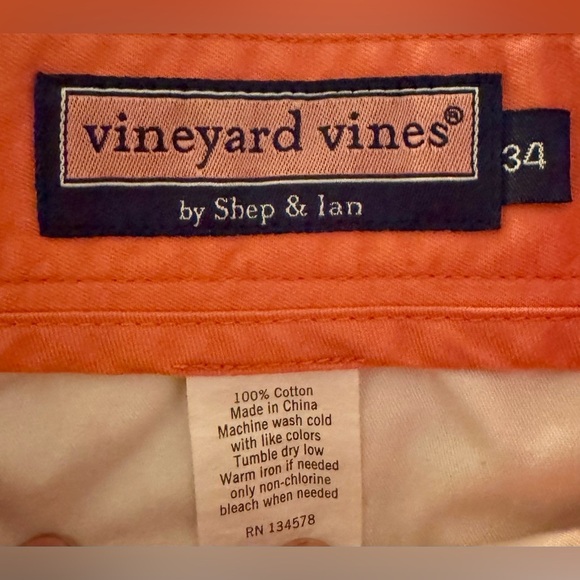 vineyard vines®
by Shep & Ian
34
100% Cotton
Made in China
Machine wash cold
with like colors
Tumble dry low
Warm iron if needed
only non-chlorine
bleach when needed
RN 134578